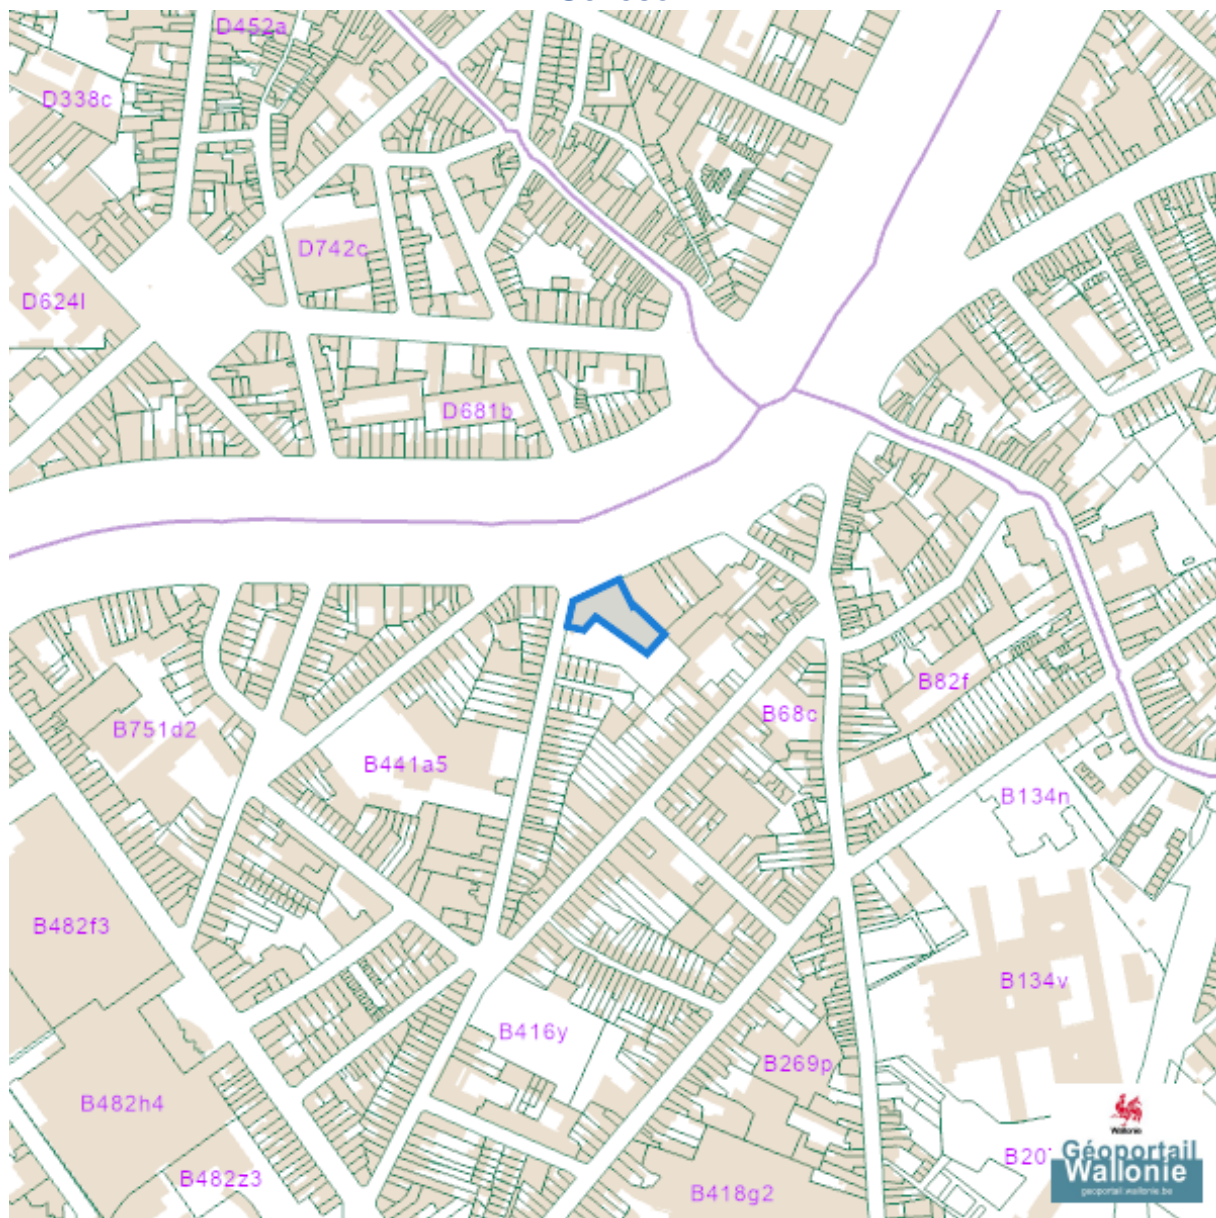 D452a
D338c
D742c
D624l
D681b
B82f
B68c
B751d2
B441a5
B134n
B482f3
B134v
B416y
B269p
B482h4
B20
B482z3
B418g2
Wallonie
Géoportail
Wallonie
geoportail.wallonie.be